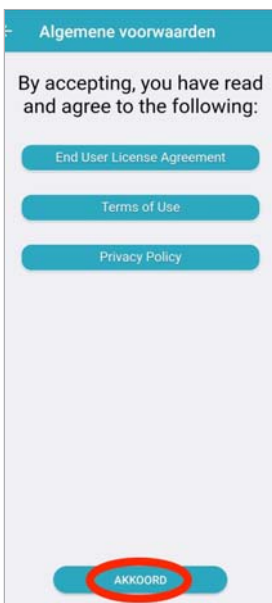 Algemene voorwaarden
By accepting, you have read
and agree to the following:
End User License Agreement
Terms of Use
Privacy Policy
AKKOORD